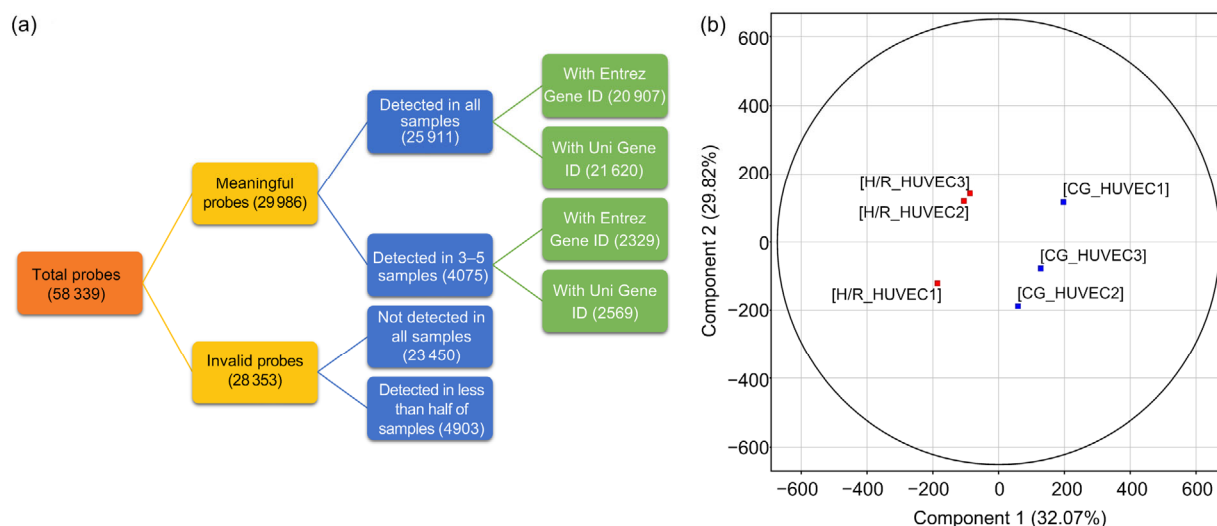 (a)
Total probes
(58 339)
Meaningful
probes (29 986)
Invalid probes
(28 353)
Detected in all
samples
(25 911)
Detected in 3–5
samples (4075)
Not detected in
all samples
(23 450)
Detected in less
than half of
samples (4903)
With Entrez
Gene ID (20 907)
With Uni Gene
ID (21 620)
With Entrez
Gene ID (2329)
With Uni Gene
ID (2569)
(b)
Component 2 (29.82%)
600
400
200
0
−200
−400
−600
[H/R_HUVEC3]
[H/R_HUVEC2]
[H/R_HUVEC1]
[CG_HUVEC1]
[CG_HUVEC3]
[CG_HUVEC2]
−600 −400 −200 0 200 400 600
Component 1 (32.07%)